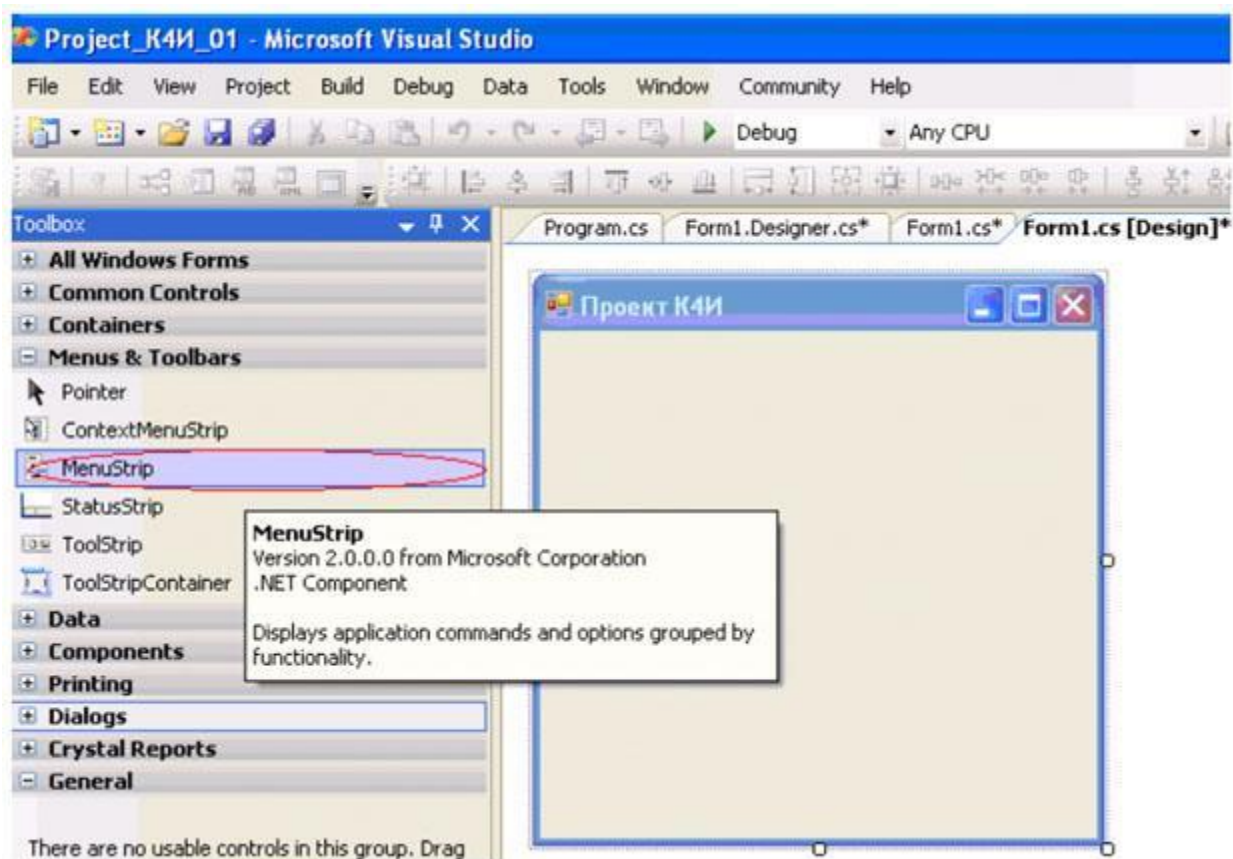 Project_К4И_01 - Microsoft Visual Studio
File Edit View Project Build Debug Data Tools Window Community Help
Debug Any CPU
Toolbox
All Windows Forms
Common Controls
Containers
Menus & Toolbars
Pointer
ContextMenuStrip
MenuStrip
StatusStrip
ToolStrip
ToolStripContainer
Data
Components
Printing
Dialogs
Crystal Reports
General
There are no usable controls in this group. Drag
Program.cs Form1.Designer.cs* Form1.cs* Form1.cs [Design]*
Проект К4И
MenuStrip
Version 2.0.0.0 from Microsoft Corporation
.NET Component
Displays application commands and options grouped by
functionality.